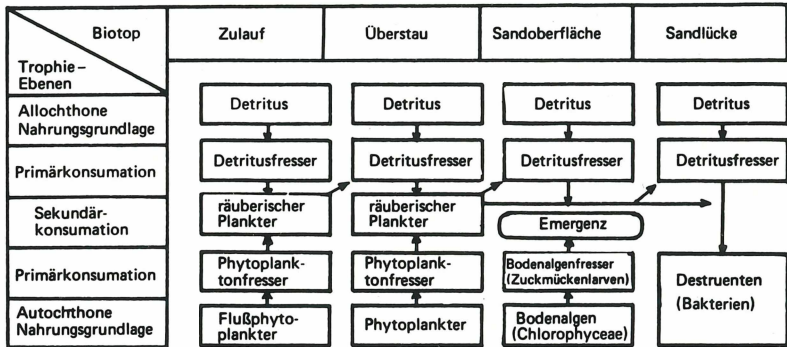 Biotop
Trophie-
Ebenen
Zulauf
Überstau
Sandoberfläche
Sandlücke
Allochthone
Nahrungsgrundlage
Detritus
Detritus
Detritus
Detritus
Primärkonsumation
Detritusfresser
Detritusfresser
Detritusfresser
Detritusfresser
Sekundär-
konsumation
räuberischer
Plankter
räuberischer
Plankter
Emergenz
Primärkonsumation
Phytoplank-
tonfresser
Phytoplank-
tonfresser
Bodenalgenfresser
(Zuckmückenlarven)
Destruenten
(Bakterien)
Autochthone
Nahrungsgrundlage
Flußphyto-
plankter
Phytoplankter
Bodenalgen
(Chlorophyceae)